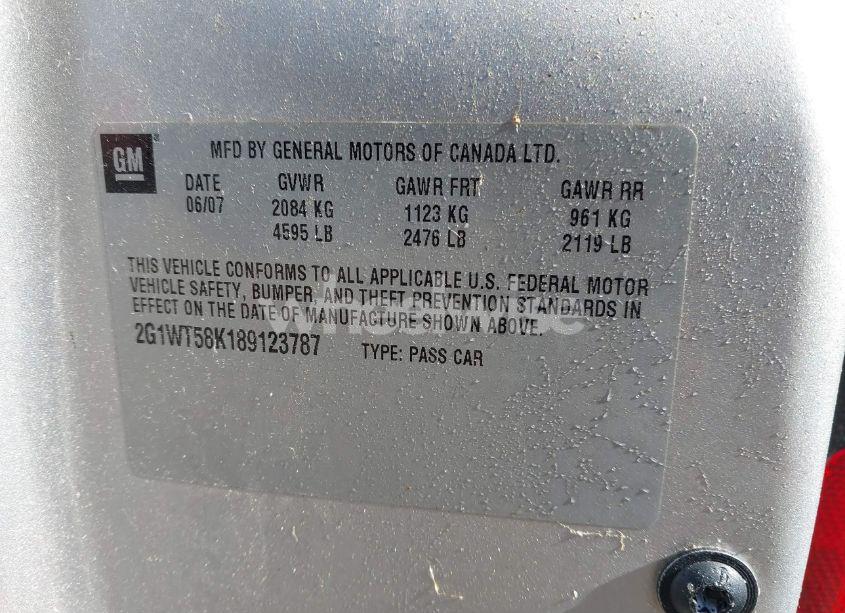 GM
MFD BY GENERAL MOTORS OF CANADA LTD.
DATE GVWR GAWR FRT GAWR RR
06/07 2084 KG 1123 KG 961 KG
4595 LB 2476 LB 2119 LB
THIS VEHICLE CONFORMS TO ALL APPLICABLE U.S. FEDERAL MOTOR
VEHICLE SAFETY, BUMPER, AND THEFT PREVENTION STANDARDS IN
EFFECT ON THE DATE OF MANUFACTURE SHOWN ABOVE.
2G1WT58K189123787 TYPE: PASS CAR